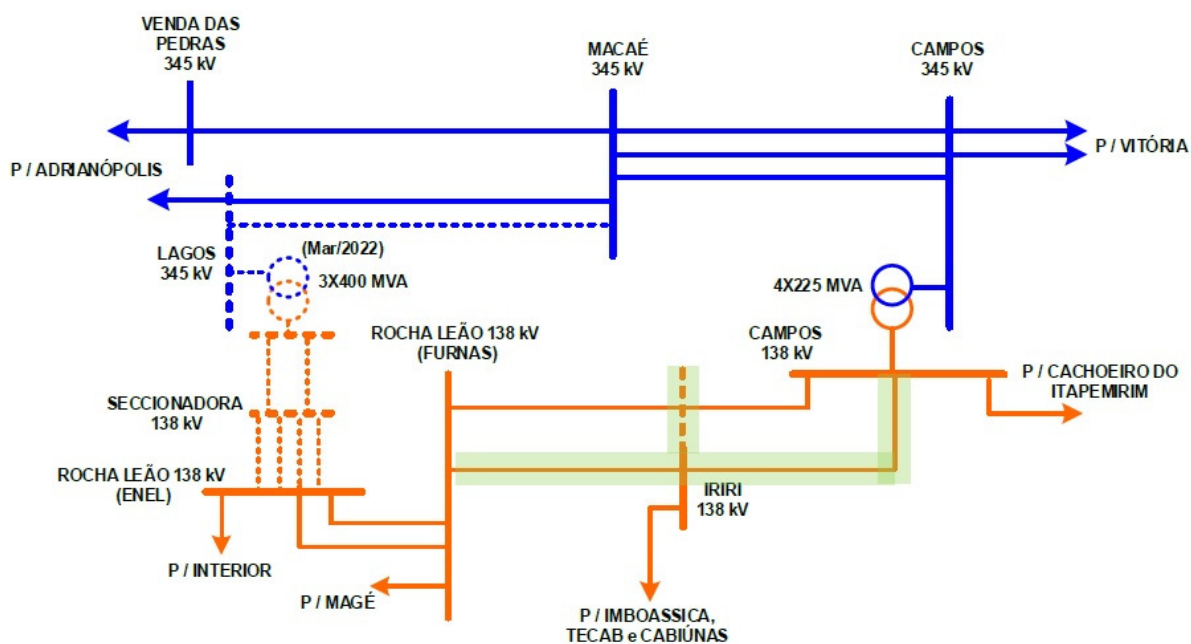 VENDA DAS
PEDRAS
345 kV
MACAÉ
345 kV
CAMPOS
345 kV
P / ADRIANÓPOLIS
P / VITÓRIA
LAGOS
345 kV
(Mar/2022)
3X400 MVA
4X225 MVA
ROCHA LEÃO 138 kV
(FURNAS)
CAMPOS
138 kV
P / CACHOEIRO DO
ITAPEMIRIM
SECCIONADORA
138 kV
ROCHA LEÃO 138 kV
(ENEL)
IRIRI
138 kV
P / INTERIOR
P / MAGÉ
P / IMBOASSICA,
TECAB e CABIÚNAS